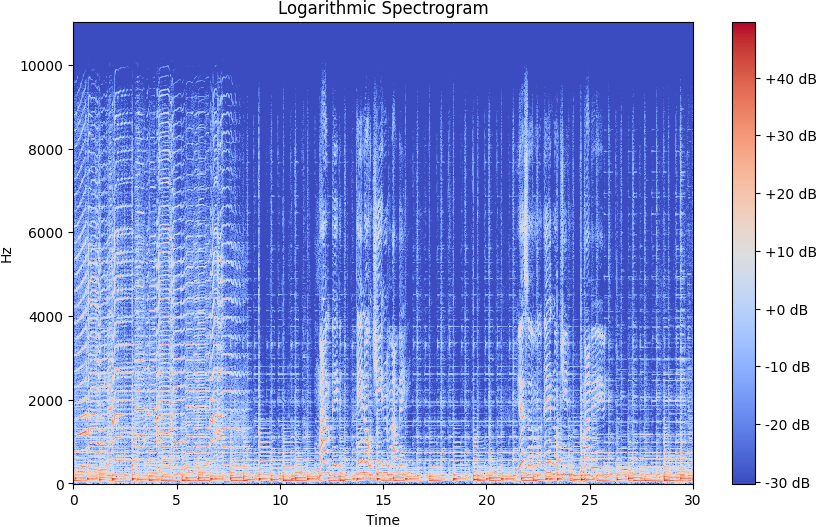 Logarithmic Spectrogram
Hz
10000
8000
6000
4000
2000
0
0 5 10 15 20 25 30
Time
+40 dB
+30 dB
+20 dB
+10 dB
+0 dB
-10 dB
-20 dB
-30 dB